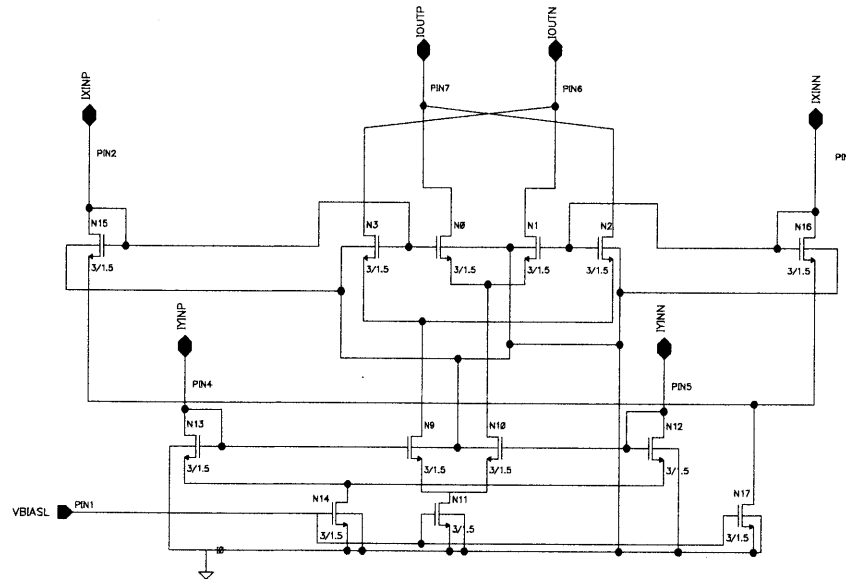 IOUTP
IOUTN
PIN7
PIN6
IXINP
IXINN
PIN2
PIN
N15
N3
N0
N1
N2
N16
3/1.5
3/1.5
3/1.5
3/1.5
3/1.5
3/1.5
IYINP
IYINN
PIN4
PIN5
N13
N9
N10
N12
3/1.5
3/1.5
3/1.5
3/1.5
VBIASL
PIN1
N14
N11
N17
3/1.5
3/1.5
3/1.5